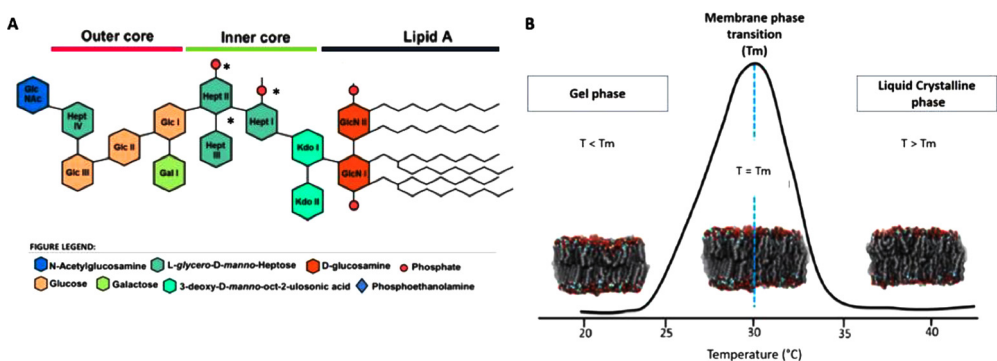 A
Outer core
Inner core
Lipid A
Glc
NAc.
Hept
IV
Glc III
Glc II
Glc I
Gal I
*
Hept II
*
Hept
III
*
Hept I
Kdo I
Kdo II
GlcN II
GlcN I
FIGURE LEGEND:
N-Acetylglucosamine
L-glycero-D-manno-Heptose
D-glucosamine
Phosphate
Glucose
Galactose
3-deoxy-D-manno-oct-2-ulosonic acid
Phosphoethanolamine
B
Membrane phase
transition
(Tm)
Gel phase
Liquid Crystalline
phase
T < Tm
T > Tm
T = Tm
20
25
30
35
40
Temperature (°C)